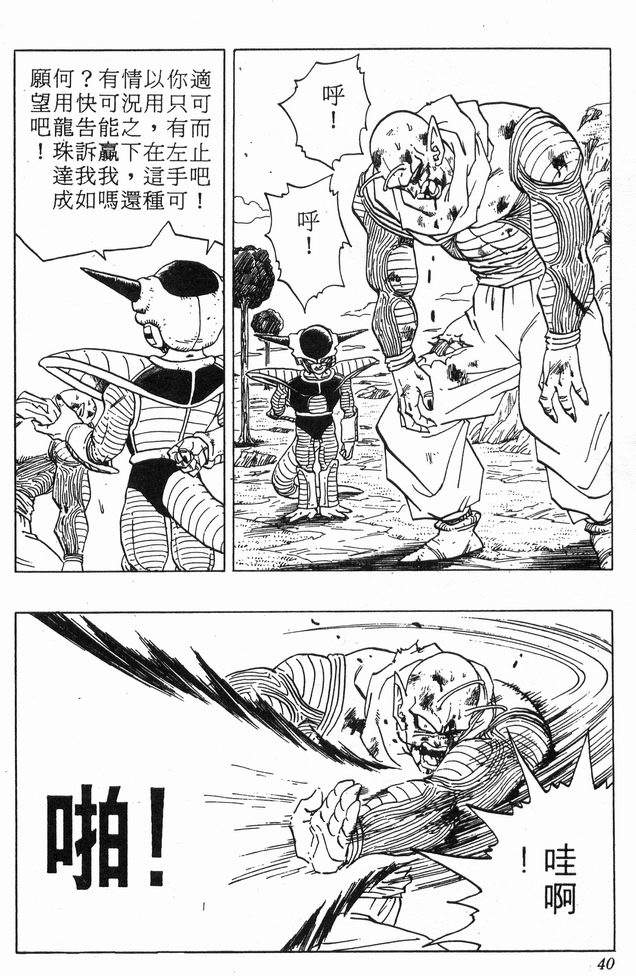 呼！
呼！
適可而止吧！
你只有左手可
以用，在這種
情況之下，還
有可能贏我嗎
？快告訴我如
何用龍珠達成
願望吧！
哇啊
！
啪！
40